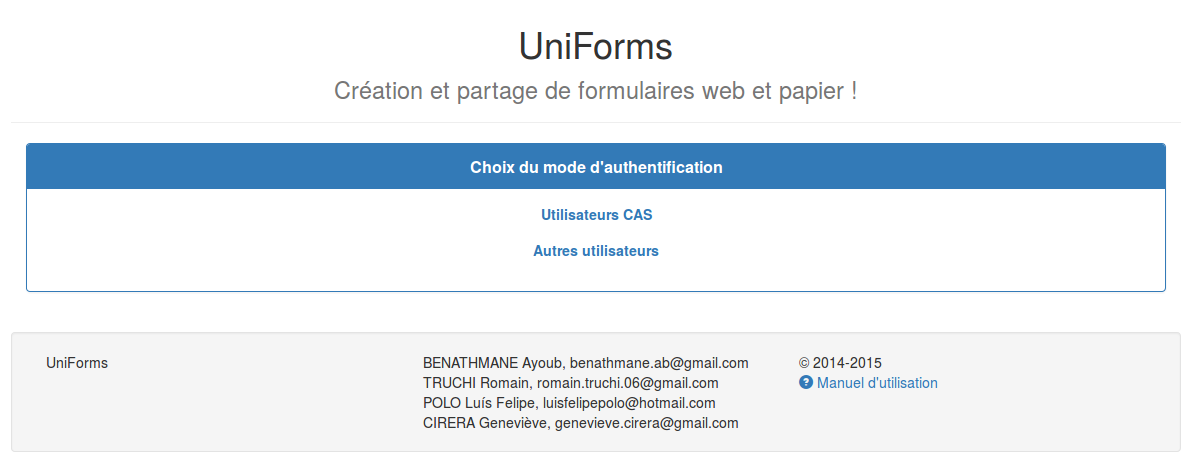 UniForms
Création et partage de formulaires web et papier !
Choix du mode d'authentification
Utilisateurs CAS
Autres utilisateurs
UniForms
BENATHMANE Ayoub, benathmane.ab@gmail.com
TRUCHI Romain, romain.truchi.06@gmail.com
POLO Luís Felipe, luisfelipepolo@hotmail.com
CIRERA Geneviève, genevieve.cirera@gmail.com
© 2014-2015
Manuel d'utilisation